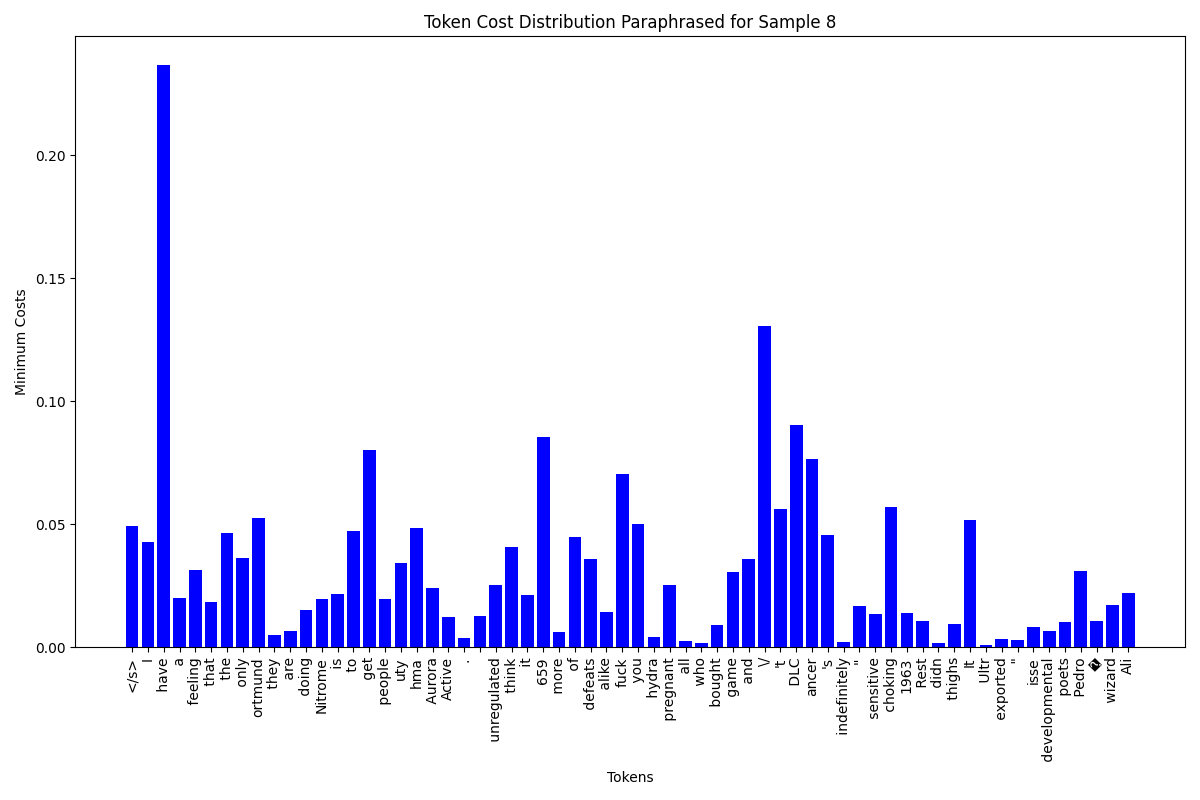 Token Cost Distribution Paraphrased for Sample 8
Minimum Costs
0.20
0.15
0.10
0.05
0.00
</s>
I
have
a
feeling
that
the
only
ortmund
they
are
doing
Nitrome
is
to
get
people
uty
hma
Aurora
Active
.
unregulated
think
it
659
more
of
defeats
alike
fuck
you
hydra
pregnant
all
who
bought
game
and
\/
't
DLC
ancer
's
indefinitely
"
sensitive
choking
1963
Rest
didn
thighs
It
Ultr
exported
"
isse
developmental
poets
Pedro
�
wizard
Ali
Tokens